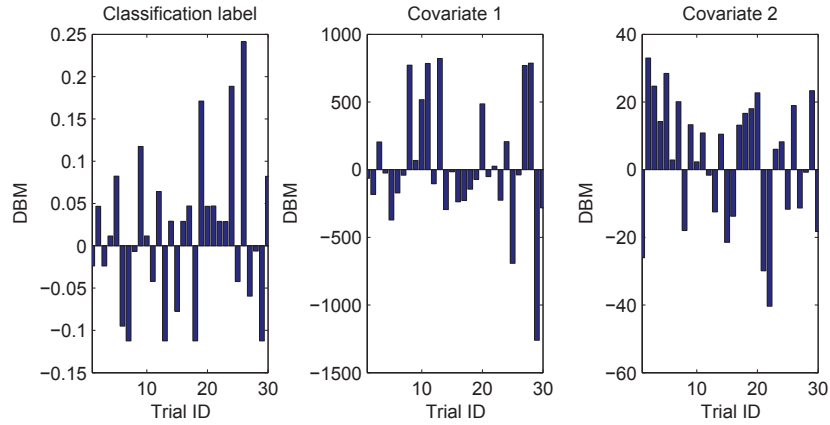 Classification label
0.25
0.2
0.15
0.1
0.05
0
−0.05
−0.1
−0.15
DBM
10 20 30
Trial ID
Covariate 1
1000
500
0
−500
−1000
−1500
DBM
10 20 30
Trial ID
Covariate 2
40
20
0
−20
−40
−60
DBM
10 20 30
Trial ID